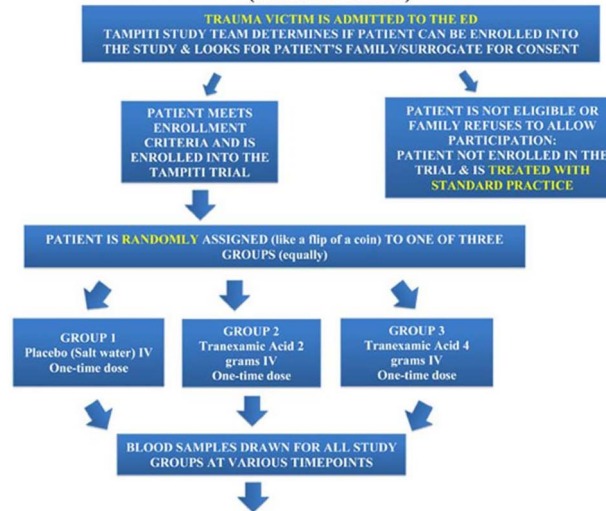 TRAUMA VICTIM IS ADMITTED TO THE ED
TAMPITI STUDY TEAM DETERMINES IF PATIENT CAN BE ENROLLED INTO
THE STUDY & LOOKS FOR PATIENT'S FAMILY/SURROGATE FOR CONSENT
PATIENT MEETS
ENROLLMENT
CRITERIA AND IS
ENROLLED INTO THE
TAMPITI TRIAL
PATIENT IS NOT ELIGIBLE OR
FAMILY REFUSES TO ALLOW
PARTICIPATION:
PATIENT NOT ENROLLED IN THE
TRIAL & IS TREATED WITH
STANDARD PRACTICE
PATIENT IS RANDOMLY ASSIGNED (like a flip of a coin) TO ONE OF THREE
GROUPS (equally)
GROUP 1
Placebo (Salt water) IV
One-time dose
GROUP 2
Tranexamic Acid 2
grams IV
One-time dose
GROUP 3
Tranexamic Acid 4
grams IV
One-time dose
BLOOD SAMPLES DRAWN FOR ALL STUDY
GROUPS AT VARIOUS TIMEPOINTS